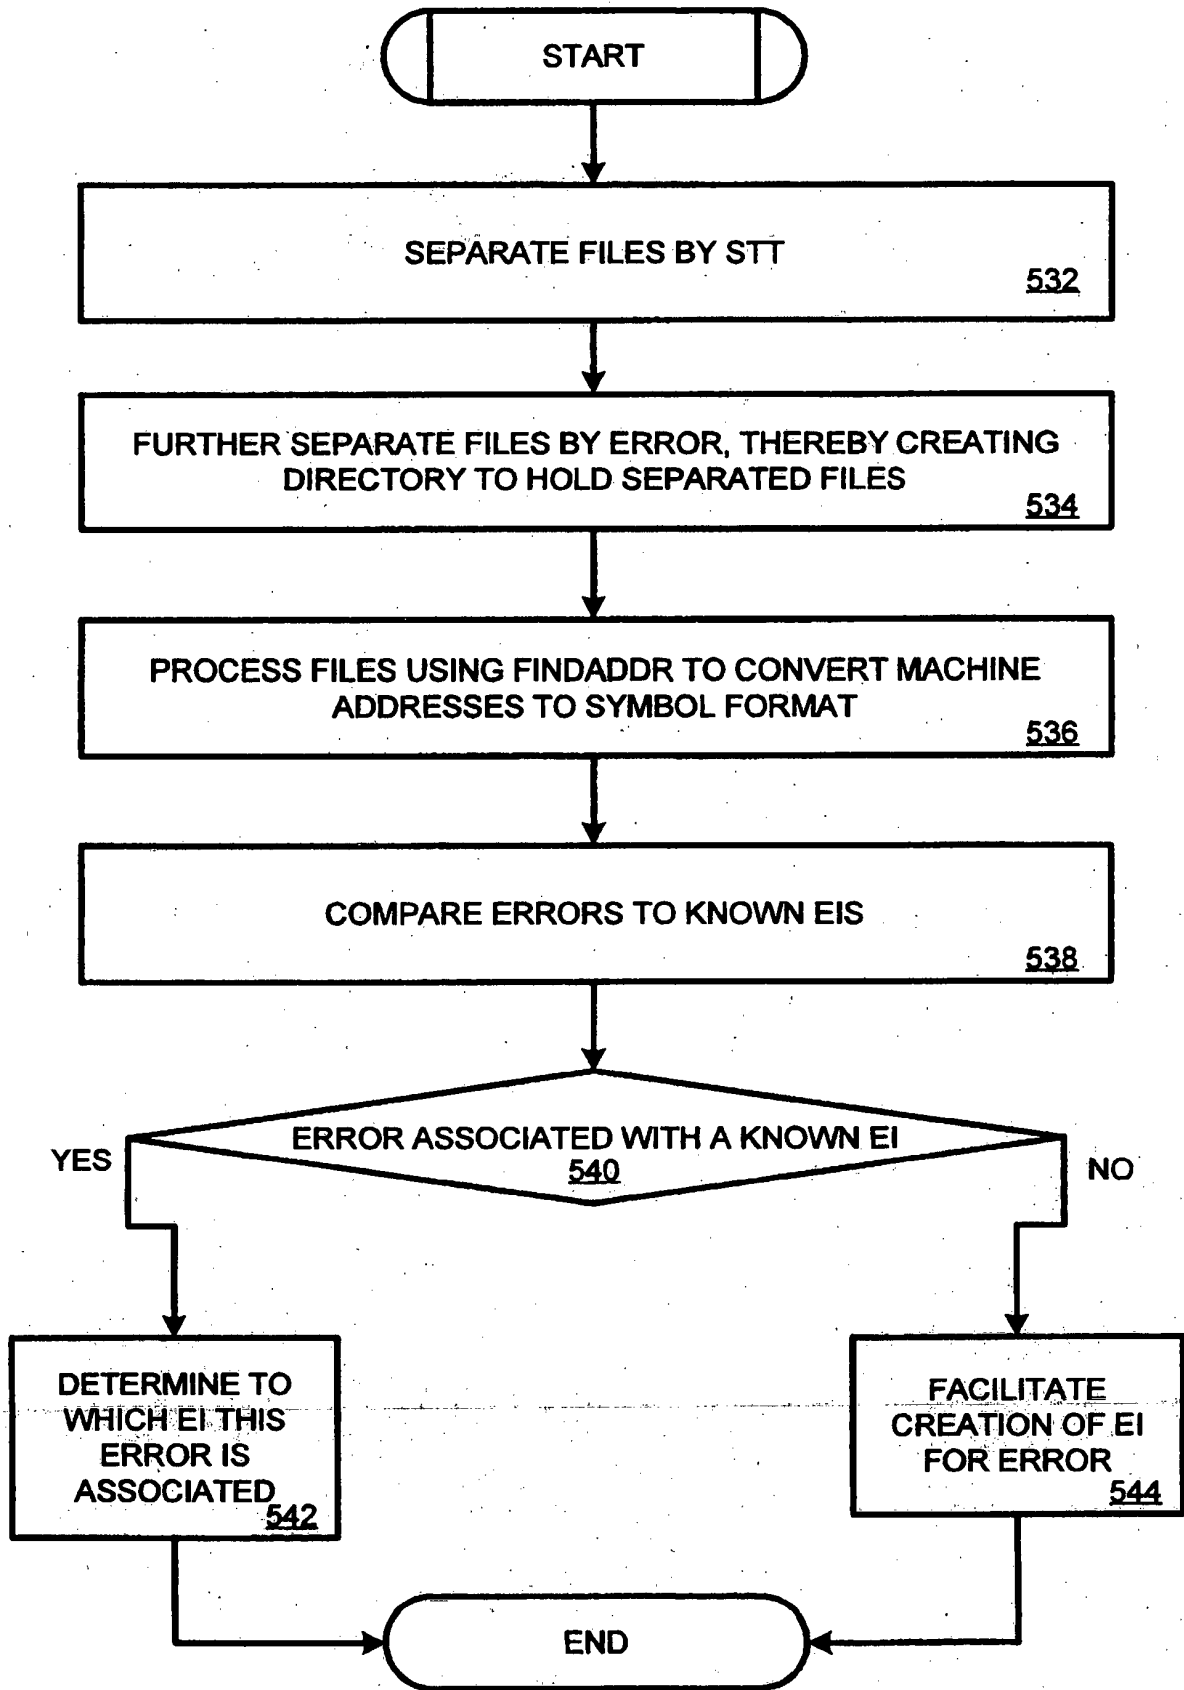 START
SEPARATE FILES BY STT
532
FURTHER SEPARATE FILES BY ERROR, THEREBY CREATING
DIRECTORY TO HOLD SEPARATED FILES
534
PROCESS FILES USING FINDADDR TO CONVERT MACHINE
ADDRESSES TO SYMBOL FORMAT
536
COMPARE ERRORS TO KNOWN EIS
538
ERROR ASSOCIATED WITH A KNOWN EI
540
YES
NO
DETERMINE TO
WHICH EI THIS
ERROR IS
ASSOCIATED
542
FACILITATE
CREATION OF EI
FOR ERROR
544
END